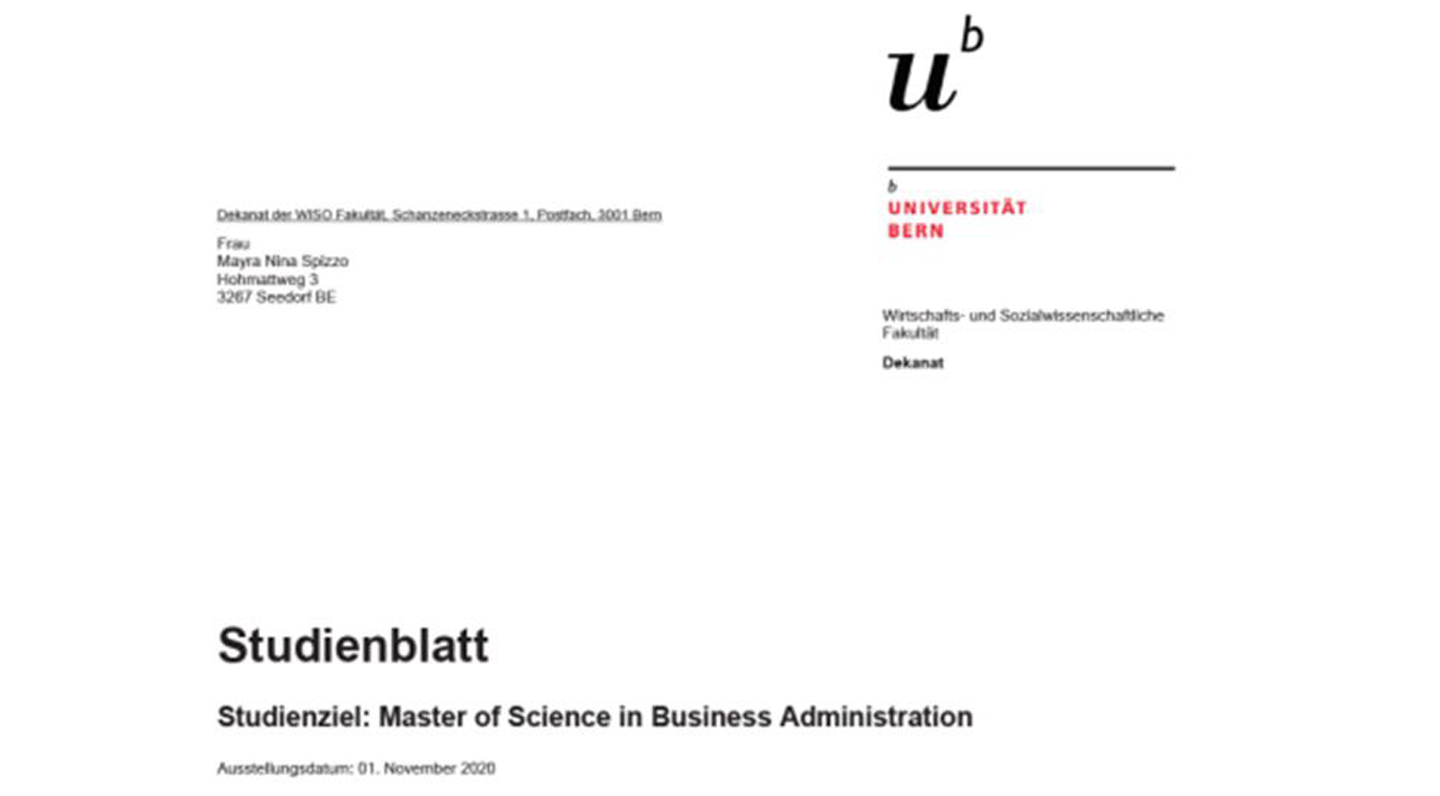 u b
b
UNIVERSITÄT
BERN
Dekanat der WISO Fakultät, Schanzeneckstrasse 1, Postfach, 3001 Bern
Frau
Mayra Nina Spizzo
Hohmattweg 3
3267 Seedorf BE
Wirtschafts- und Sozialwissenschaftliche
Fakultät
Dekanat
Studienblatt
Studienziel: Master of Science in Business Administration
Ausstellungsdatum: 01. November 2020